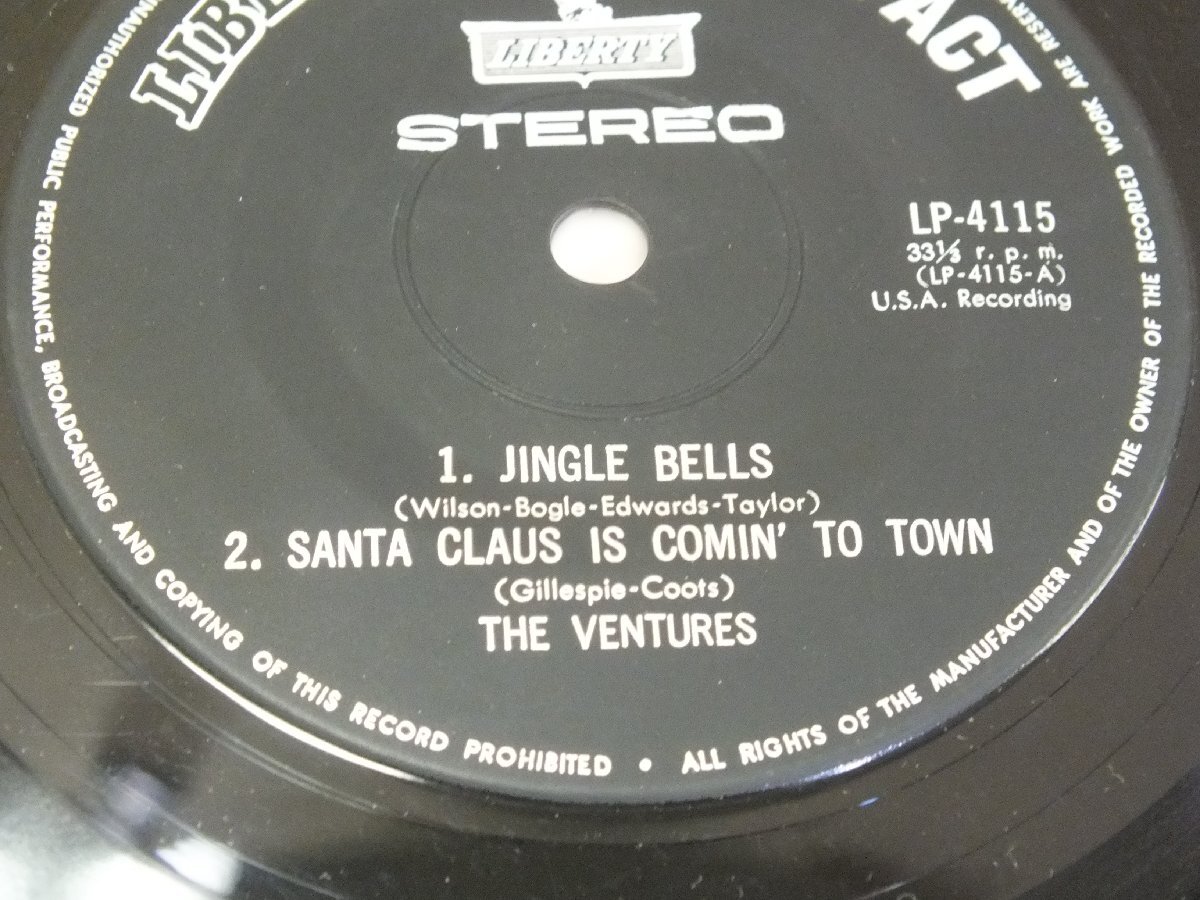 LIBERTY
STEREO
LP-4115
33⅓ r. p. m.
(LP-4115-A)
U.S.A. Recording
1. JINGLE BELLS
(Wilson-Bogle-Edwards-Taylor)
2. SANTA CLAUS IS COMIN' TO TOWN
(Gillespie-Coots)
THE VENTURES
PUBLIC PERFORMANCE, BROADCASTING AND COPYING OF THIS RECORD PROHIBITED • ALL RIGHTS OF THE MANUFACTURER AND OF THE OWNER OF THE RECORDED WORK ARE